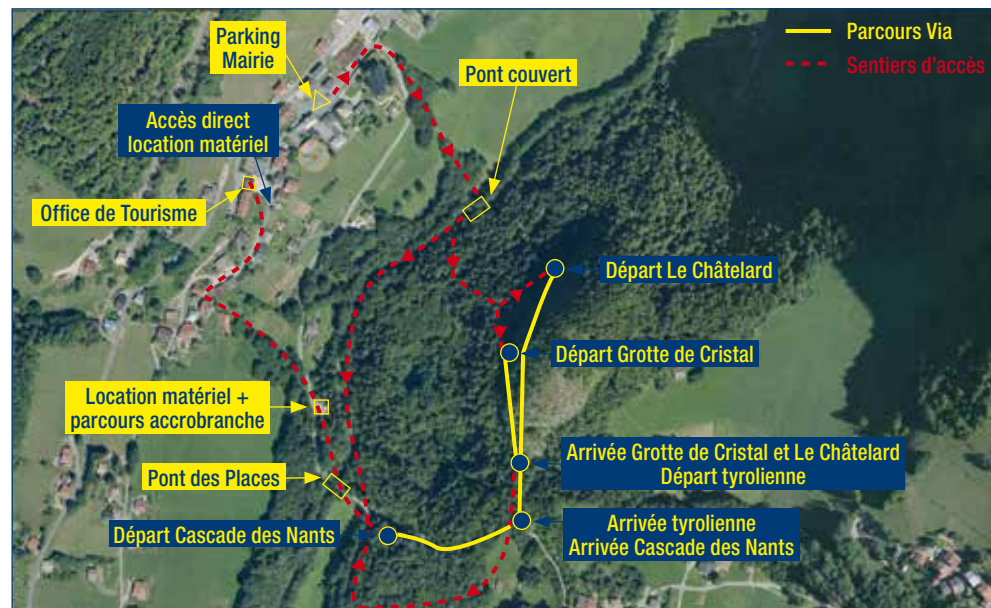 Parking
Mairie
Pont couvert
Parcours Via
Sentiers d'accès
Accès direct
location matériel
Office de Tourisme
Départ Le Châtelard
Départ Grotte de Cristal
Location matériel +
parcours accrobranche
Pont des Places
Arrivée Grotte de Cristal et Le Châtelard
Départ tyrolienne
Départ Cascade des Nants
Arrivée tyrolienne
Arrivée Cascade des Nants